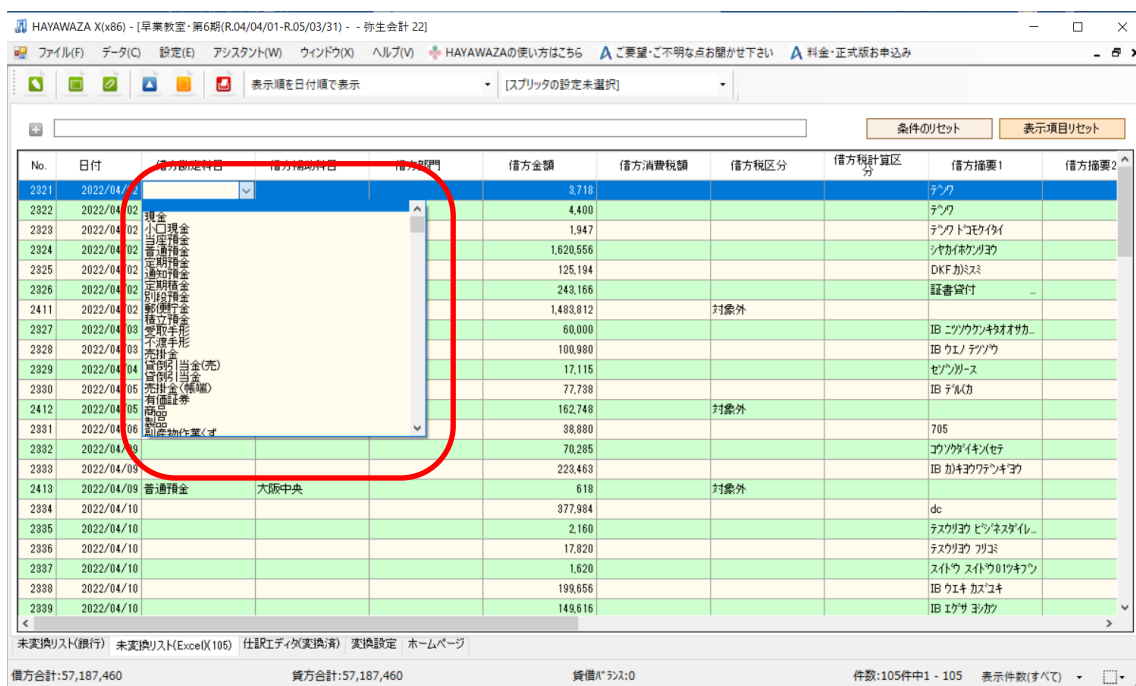 HAYAWAZA X(x86) - [早業教室・第6期(R.04/04/01-R.05/03/31) - - 弥生会計 22]
ファイル(F) データ(C) 設定(E) アシスタント(W) ウィンドウ(X) ヘルプ(V) HAYAWAZAの使い方はこちら ご要望・ご不明な点お聞かせ下さい 料金・正式版お申込み
表示順を日付順で表示 [スプリッタの設定未選択]
条件のリセット 表示項目リセット
No. 日付 借方勘定科目 借方補助科目 借方部門 借方金額 借方消費税額 借方税区分 借方税計算区分 借方摘要1 借方摘要2
2321 3,718 ﾃﾝﾜ
2322 2022/04/02 4,400 ﾃﾝﾜ
2323 2022/04/02 1,947 ﾃﾝﾜ ﾄﾞｺﾓｹｲﾀｲ
2324 2022/04/02 1,620,556 ｼﾔｶｲﾎｹﾝﾘﾖｳ
2325 2022/04/02 125,194 DKF ｶ)ﾐｽﾐ
2326 2022/04/02 243,166 証書貸付
2411 2022/04/02 1,483,812 対象外
2327 2022/04/03 60,000 IB ﾆﾂｿｳｹﾝｷﾀｵｵｻｶ...
2328 2022/04/03 100,980 IB ｳｴﾉ ﾃﾂｿﾞｳ
2329 2022/04/04 17,115 ｾﾞｿﾝ)ﾘｰｽ
2330 2022/04/05 77,738 IB ﾃﾞﾙ(ｶ
2412 2022/04/05 162,748 対象外
2331 2022/04/06 38,880 705
2332 2022/04/09 70,285 ｺｳｿｸﾀﾞｲｷﾝ(ｾﾃ
2333 2022/04/09 223,463 IB ｶ)ｷﾖｳﾜﾃﾞﾝｷｷﾞﾖｳ
2413 2022/04/09 普通預金 大阪中央 618 対象外
2334 2022/04/10 377,984 dc
2335 2022/04/10 2,160 ﾃｽｳﾘﾖｳ ﾋﾞｼﾞﾈｽﾀﾞｲﾚ...
2336 2022/04/10 17,820 ﾃｽｳﾘﾖｳ ﾌﾘｺﾐ
2337 2022/04/10 1,620 ｽｲﾄﾞｳ ｽｲﾄﾞｳ01ﾂｷﾌﾞﾝ
2338 2022/04/10 199,656 IB ｳｴｷ ｶｽﾞﾕｷ
2339 2022/04/10 149,616 IB ｴｹﾞｻ ﾖｼｶﾂ
現金
小口現金
当座預金
普通預金
定期預金
通知預金
定期積金
別段預金
郵便貯金
積立預金
受取手形
不渡手形
売掛金
貸倒引当金(売)
貸倒引当金
売掛金(帳端)
有価証券
商品
製品
副産物作業くず
未変換リスト(銀行) 未変換リスト(Excel)(105) 仕訳エディタ(変換済) 変換設定 ホームページ
借方合計:57,187,460 貸方合計:57,187,460 貸借ﾊﾞﾗﾝｽ:0 件数:105件中1 - 105 表示件数(すべて)